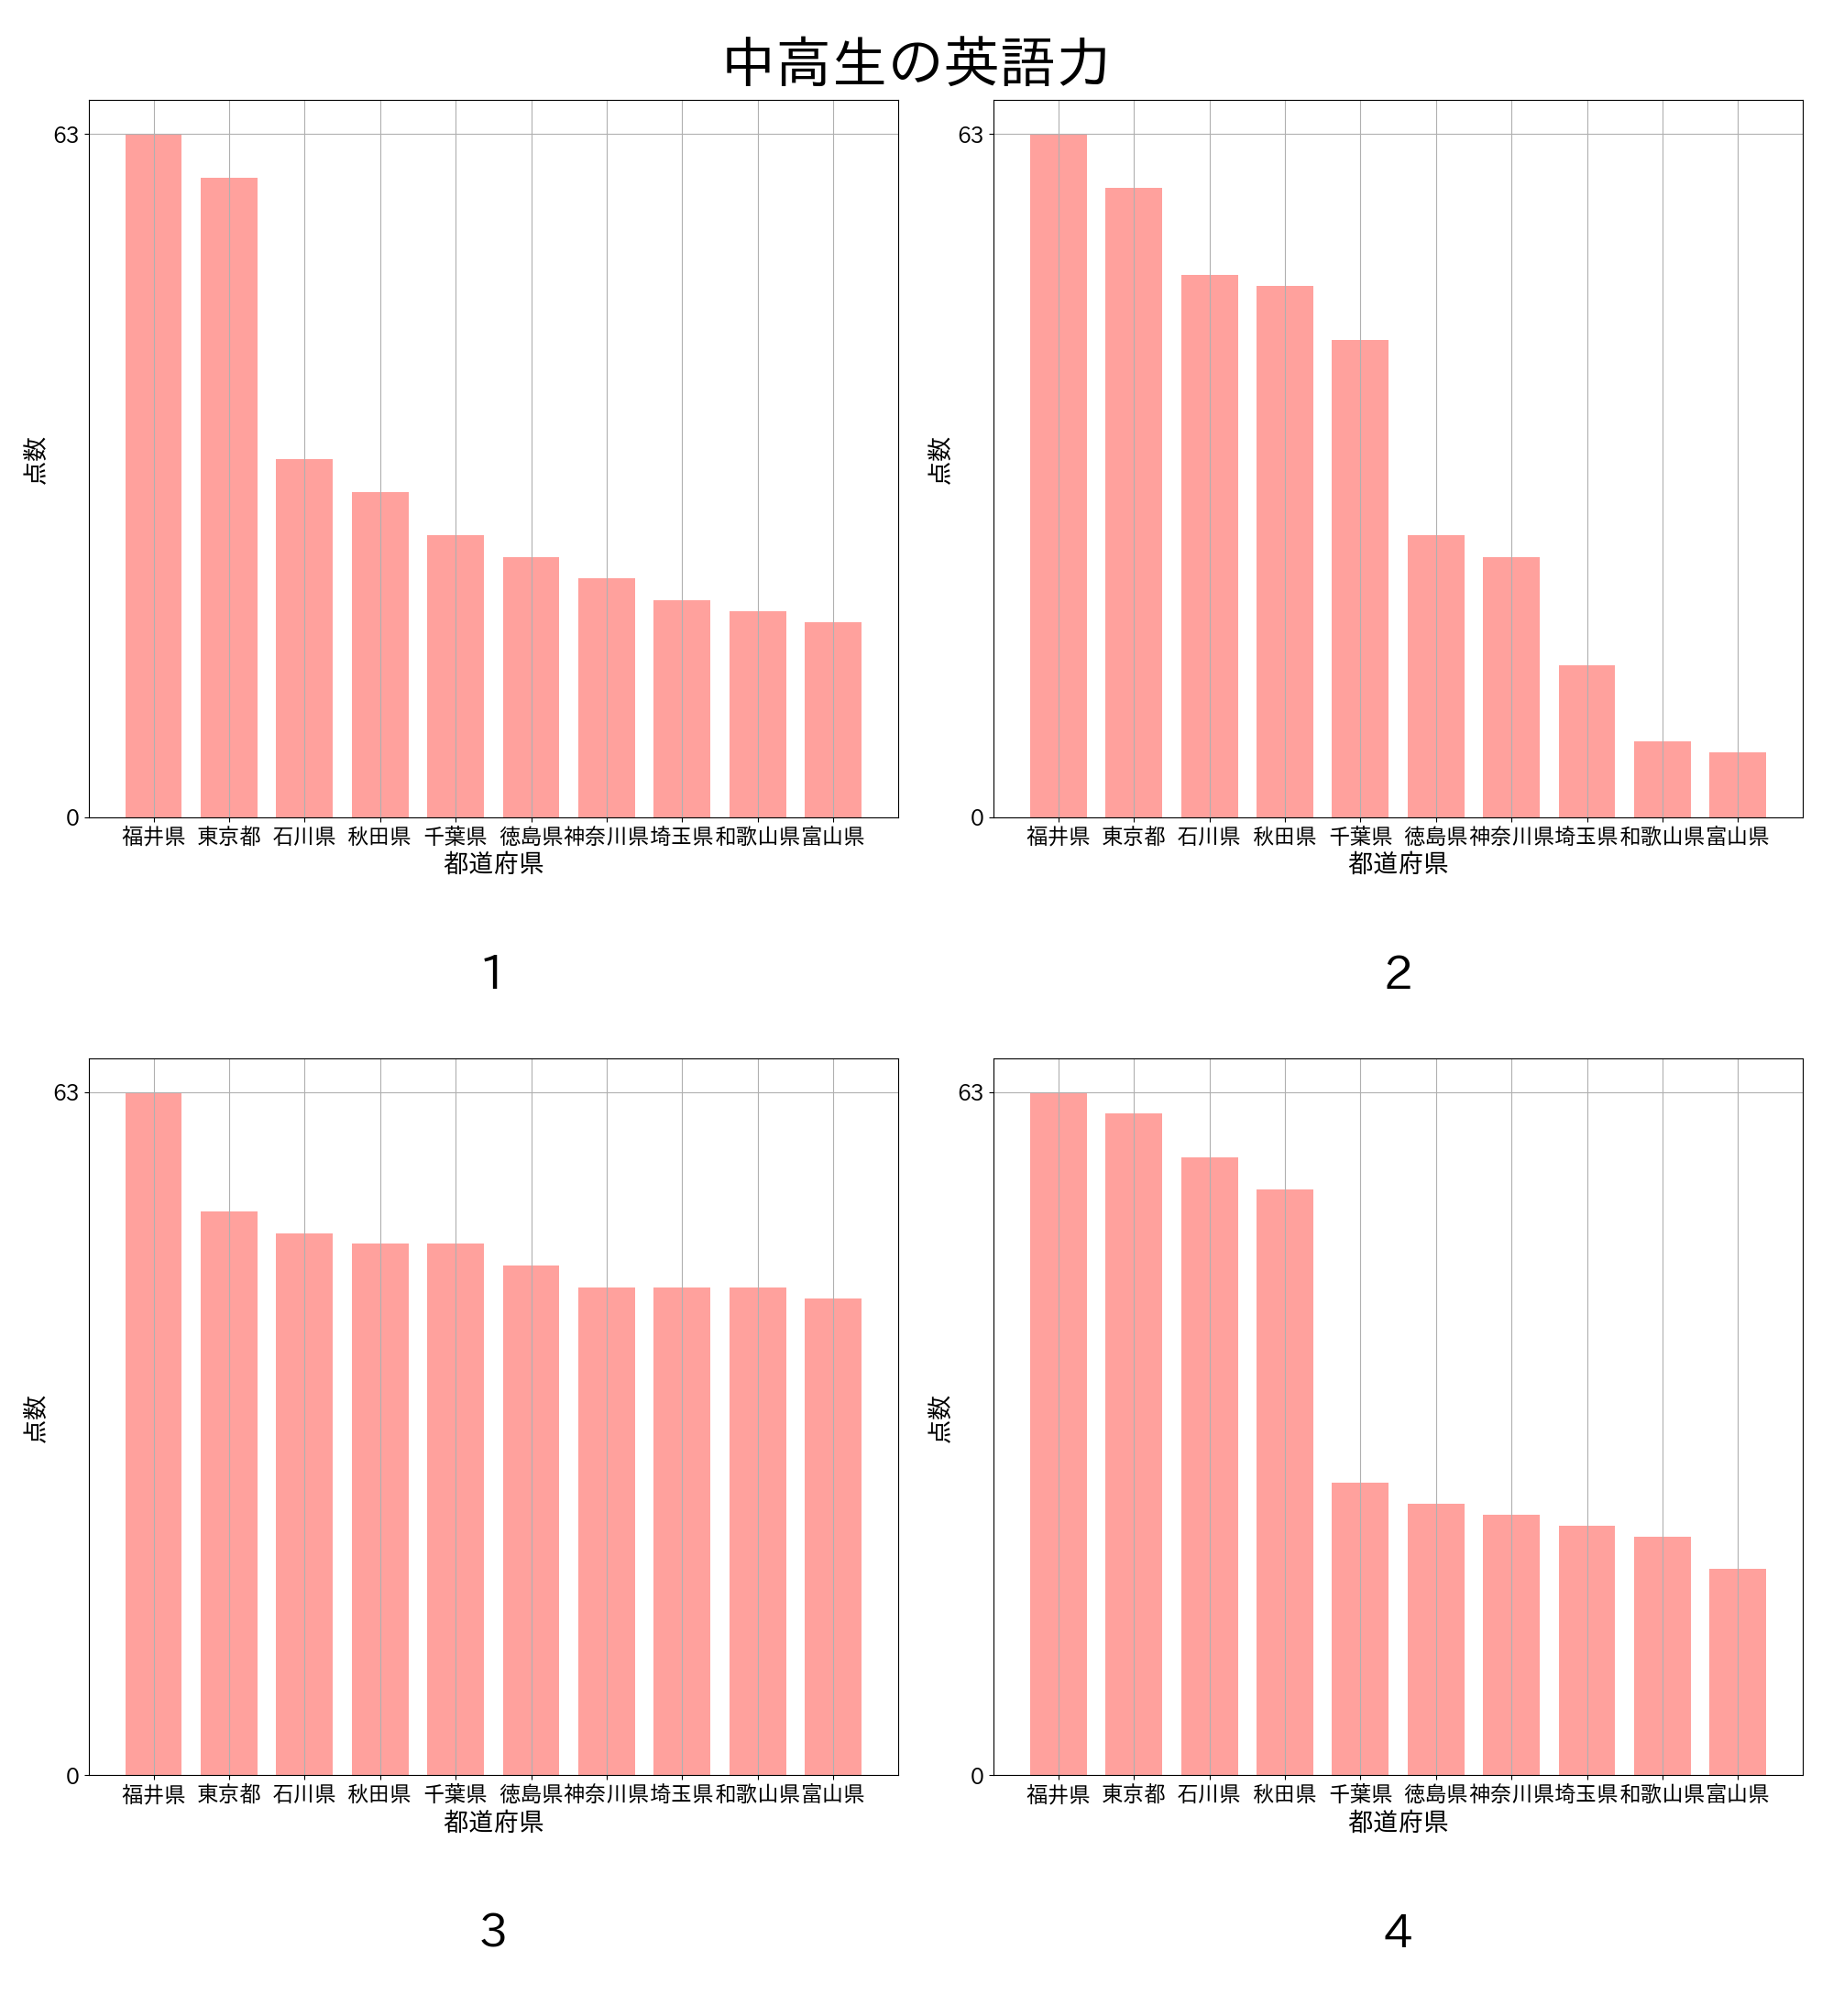 中高生の英語力
63
点数
0
福井県 東京都 石川県 秋田県 千葉県 徳島県 神奈川県 埼玉県 和歌山県 富山県
都道府県
1
63
点数
0
福井県 東京都 石川県 秋田県 千葉県 徳島県 神奈川県 埼玉県 和歌山県 富山県
都道府県
2
63
点数
0
福井県 東京都 石川県 秋田県 千葉県 徳島県 神奈川県 埼玉県 和歌山県 富山県
都道府県
3
63
点数
0
福井県 東京都 石川県 秋田県 千葉県 徳島県 神奈川県 埼玉県 和歌山県 富山県
都道府県
4